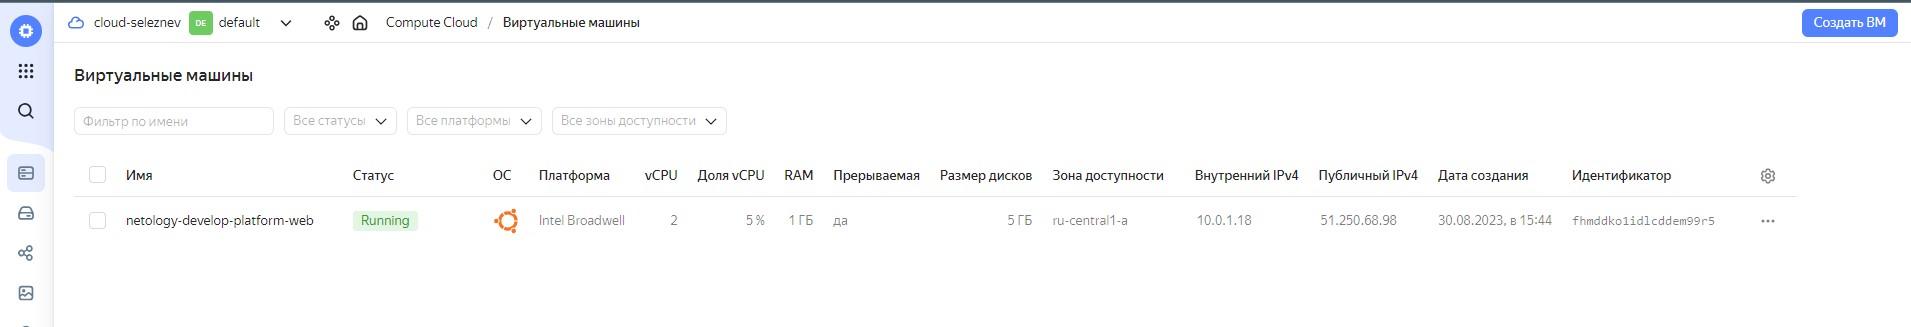 cloud-seleznev DE default Compute Cloud / Виртуальные машины Создать ВМ
Виртуальные машины
Фильтр по имени Все статусы Все платформы Все зоны доступности
Имя Статус ОС Платформа vCPU Доля vCPU RAM Прерываемая Размер дисков Зона доступности Внутренний IPv4 Публичный IPv4 Дата создания Идентификатор
netology-develop-platform-web Running Intel Broadwell 2 5 % 1 ГБ да 5 ГБ ru-central1-a 10.0.1.18 51.250.68.98 30.08.2023, в 15:44 fhmddko1idlcddem99r5